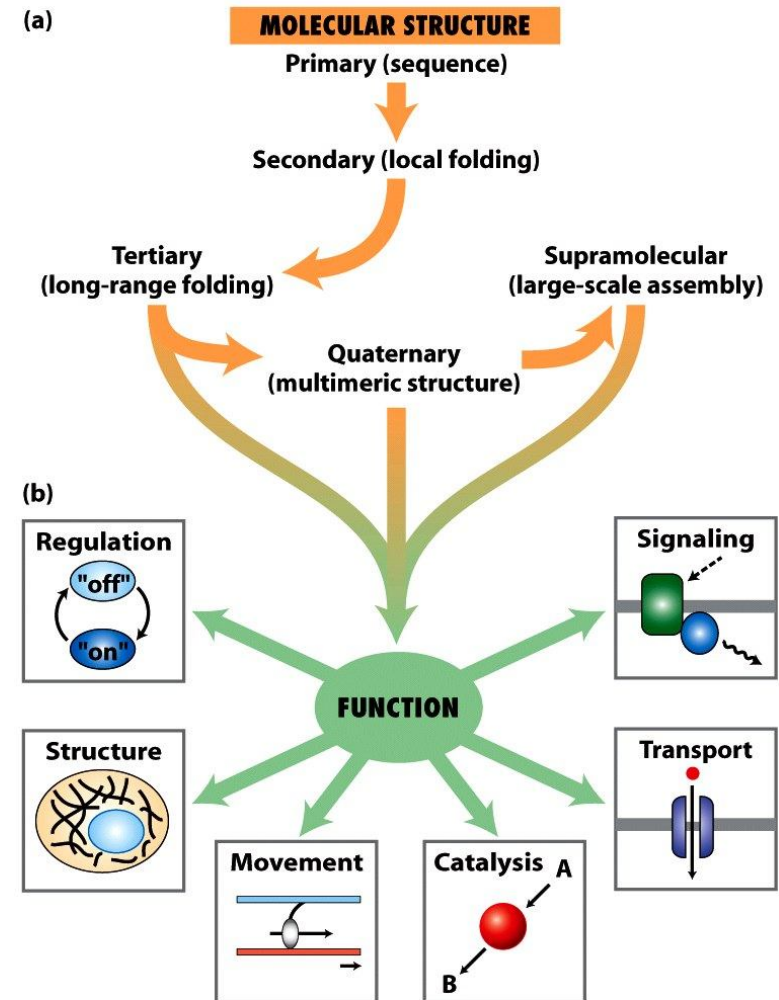 (a)
MOLECULAR STRUCTURE
Primary (sequence)
Secondary (local folding)
Tertiary
(long-range folding)
Supramolecular
(large-scale assembly)
Quaternary
(multimeric structure)
(b)
Regulation
"off"
"on"
Signaling
FUNCTION
Structure
Transport
Movement
Catalysis
A
B